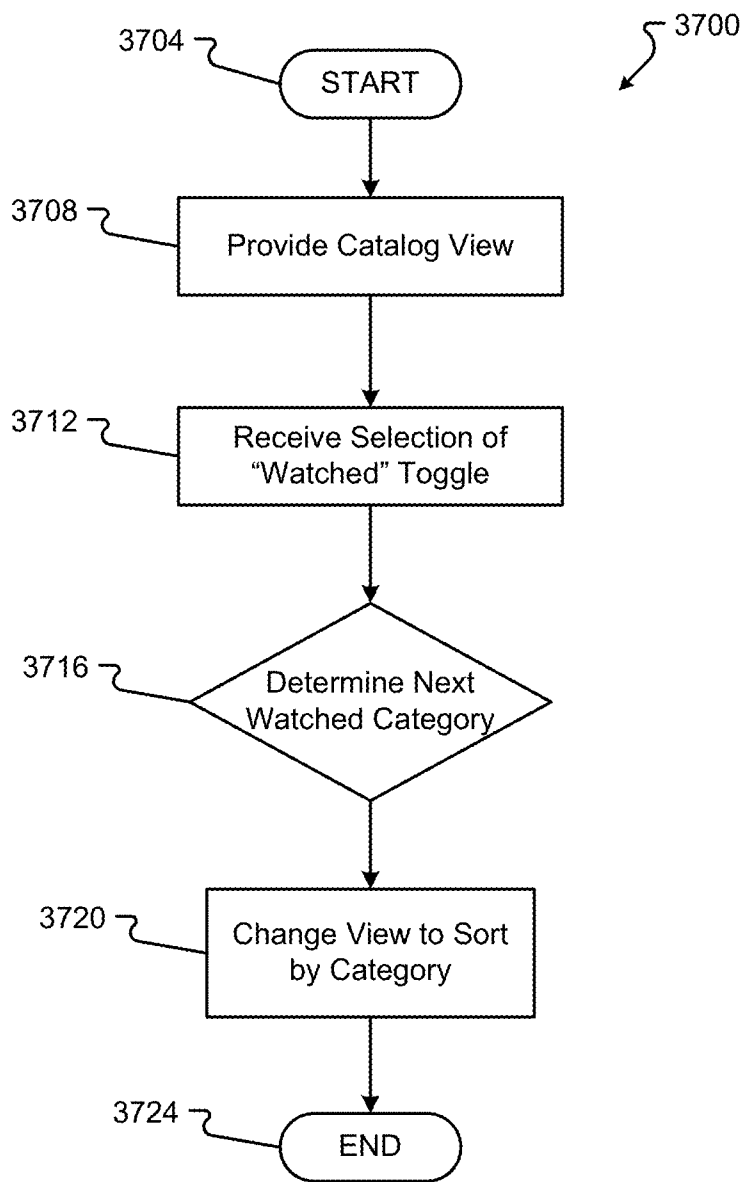 3700
3704
START
3708
Provide Catalog View
3712
Receive Selection of
“Watched” Toggle
3716
Determine Next
Watched Category
3720
Change View to Sort
by Category
3724
END